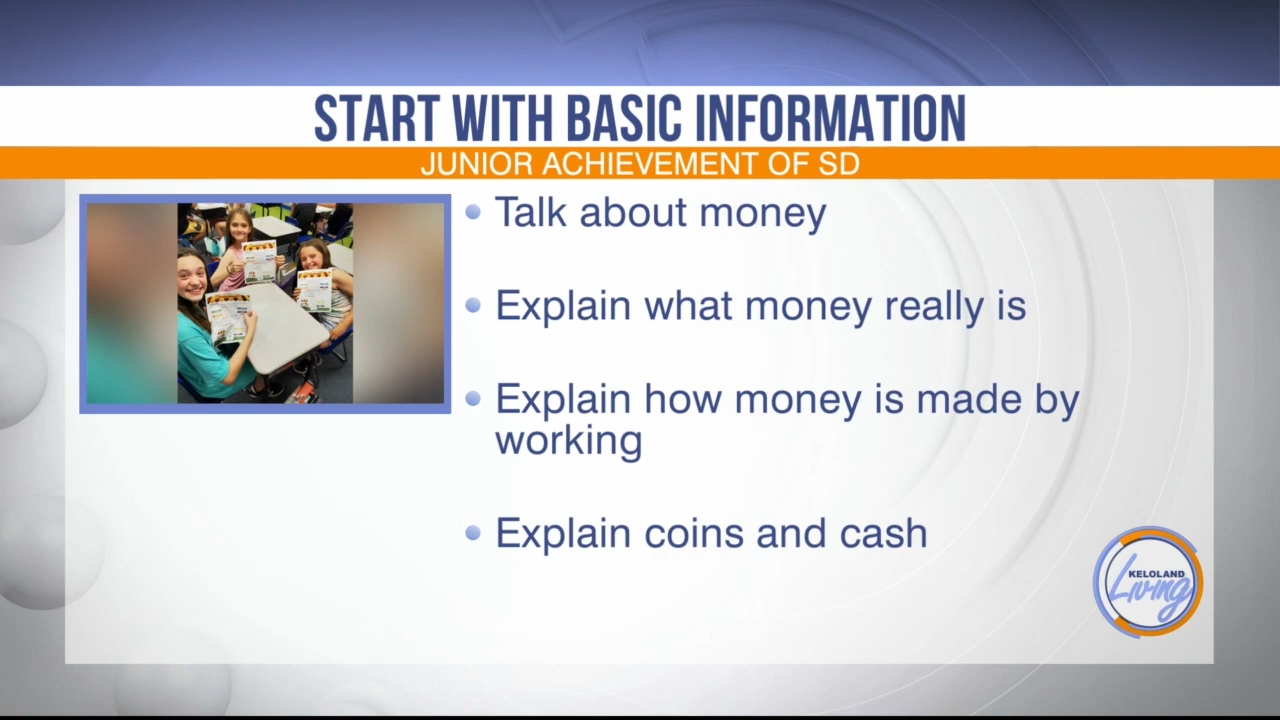 START WITH BASIC INFORMATION
JUNIOR ACHIEVEMENT OF SD
• Talk about money
• Explain what money really is
• Explain how money is made by
working
• Explain coins and cash
KELOLAND
Living